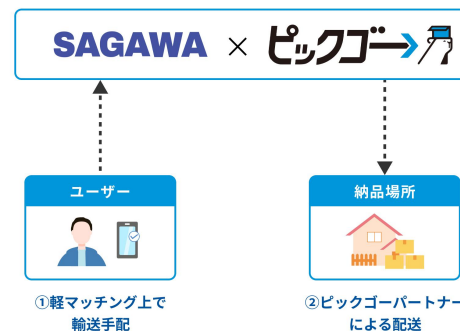 SAGAWA × ピックゴー
ユーザー
納品場所
①軽マッチング上で
輸送手配
②ピックゴーパートナー
による配送